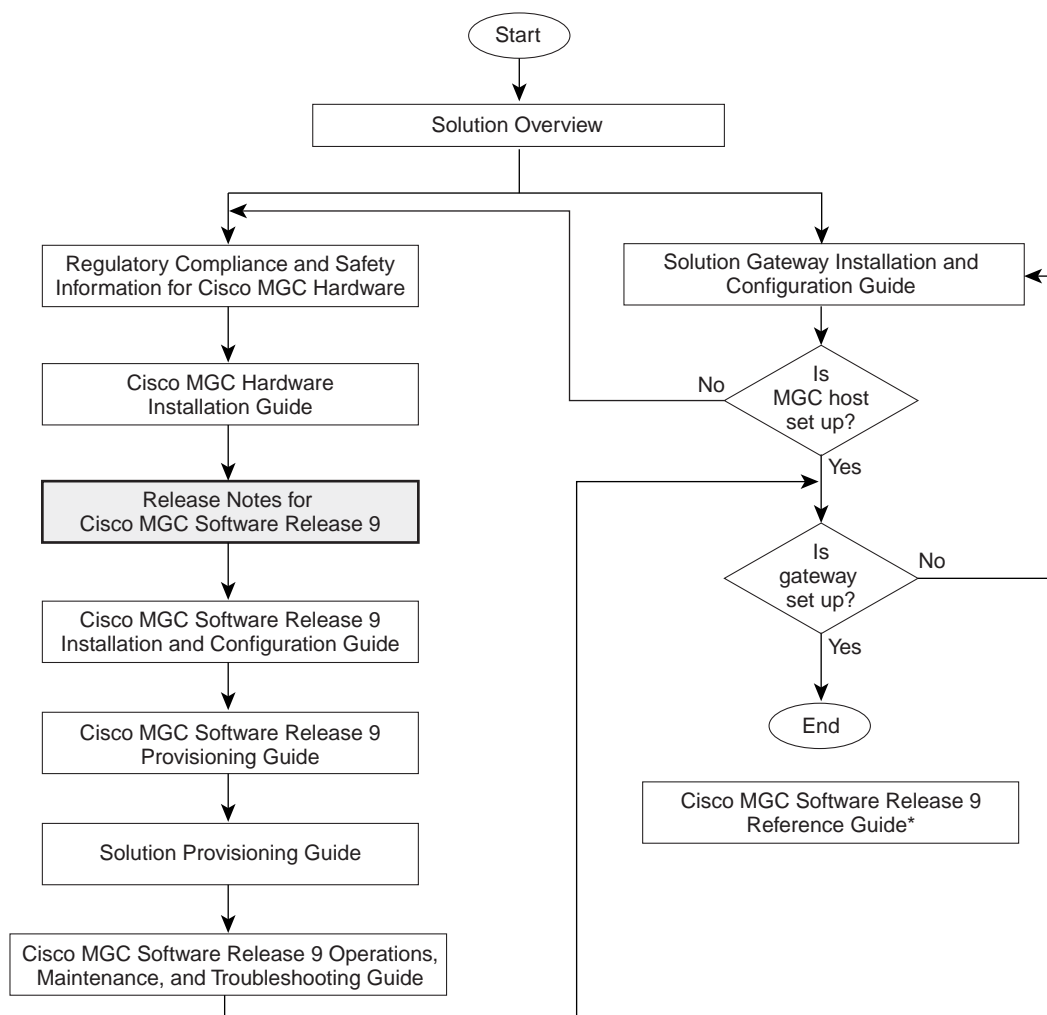 Start
Solution Overview
Regulatory Compliance and Safety
Information for Cisco MGC Hardware
Cisco MGC Hardware
Installation Guide
Release Notes for
Cisco MGC Software Release 9
Cisco MGC Software Release 9
Installation and Configuration Guide
Cisco MGC Software Release 9
Provisioning Guide
Solution Provisioning Guide
Cisco MGC Software Release 9 Operations,
Maintenance, and Troubleshooting Guide
Solution Gateway Installation and
Configuration Guide
Is
MGC host
set up?
No
Yes
Is
gateway
set up?
No
Yes
End
Cisco MGC Software Release 9
Reference Guide*